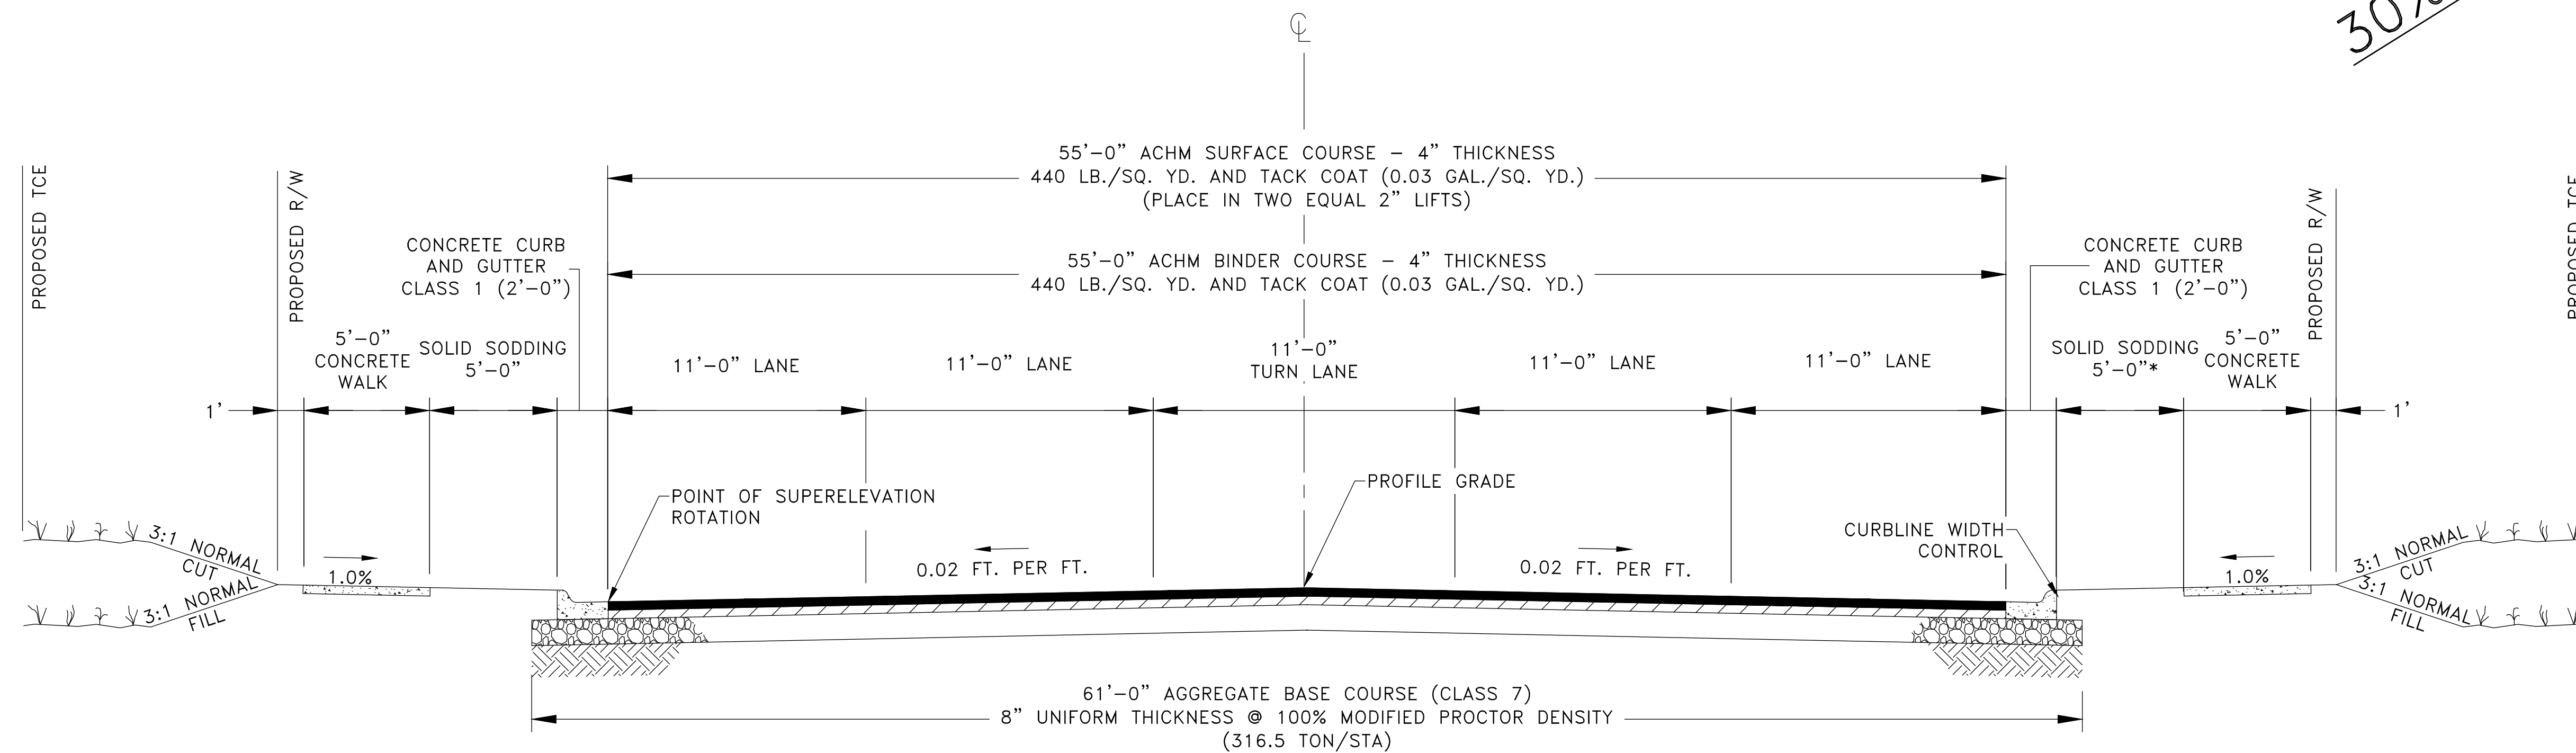 30%
℄
55'-0" ACHM SURFACE COURSE - 4" THICKNESS
440 LB./SQ. YD. AND TACK COAT (0.03 GAL./SQ. YD.)
(PLACE IN TWO EQUAL 2" LIFTS)
55'-0" ACHM BINDER COURSE - 4" THICKNESS
440 LB./SQ. YD. AND TACK COAT (0.03 GAL./SQ. YD.)
PROPOSED TCE
PROPOSED R/W
CONCRETE CURB
AND GUTTER
CLASS 1 (2'-0")
5'-0"
CONCRETE
WALK
SOLID SODDING
5'-0"
11'-0" LANE
11'-0" LANE
11'-0"
TURN LANE
11'-0" LANE
11'-0" LANE
CONCRETE CURB
AND GUTTER
CLASS 1 (2'-0")
SOLID SODDING
5'-0"*
5'-0"
CONCRETE
WALK
PROPOSED R/W
PROPOSED TCE
1'
1'
POINT OF SUPERELEVATION
ROTATION
PROFILE GRADE
CURBLINE WIDTH
CONTROL
3:1 NORMAL
CUT
3:1 NORMAL
FILL
1.0%
0.02 FT. PER FT.
0.02 FT. PER FT.
1.0%
3:1 NORMAL
CUT
3:1 NORMAL
FILL
61'-0" AGGREGATE BASE COURSE (CLASS 7)
8" UNIFORM THICKNESS @ 100% MODIFIED PROCTOR DENSITY
(316.5 TON/STA)